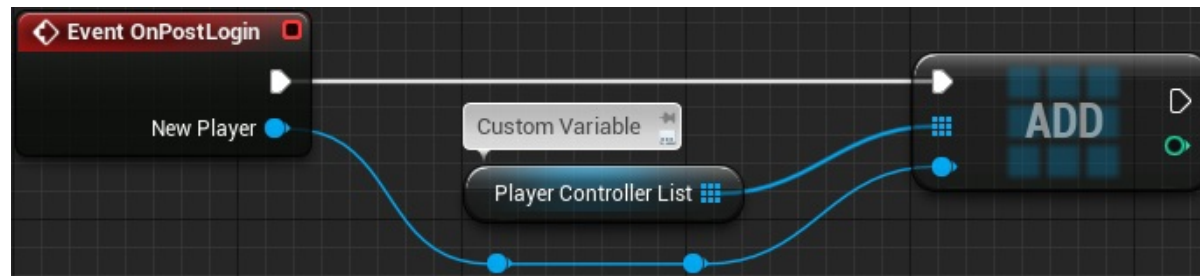 Event OnPostLogin
New Player
Custom Variable
Player Controller List
ADD